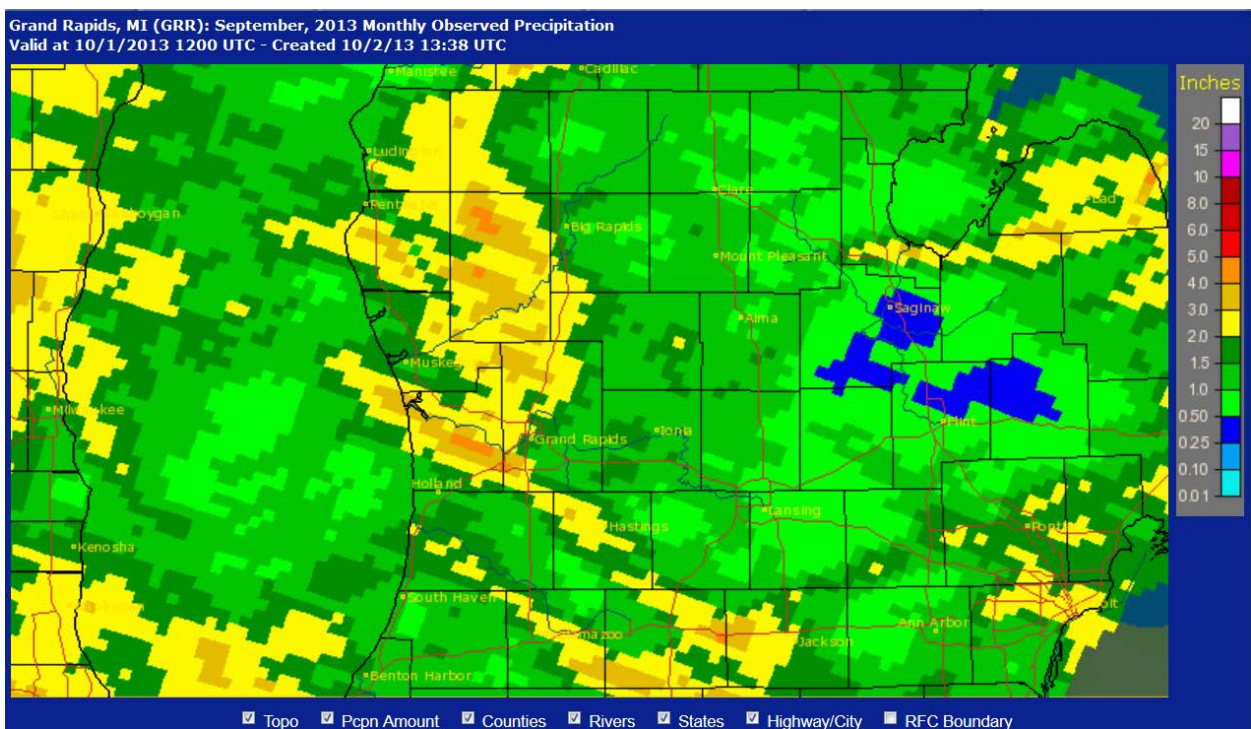 Grand Rapids, MI (GRR): September, 2013 Monthly Observed Precipitation
Valid at 10/1/2013 1200 UTC - Created 10/2/13 13:38 UTC
Manistee
Cadillac
Inches
20
15
10
8.0
6.0
5.0
4.0
3.0
2.0
1.5
1.0
0.50
0.25
0.10
0.01
Clare
Big Rapids
Mount Pleasant
Saginaw
Alma
Milwaukee
Flint
Grand Rapids
Ionia
Holland
Lansing
Hastings
Kenosha
South Haven
Ann Arbor
Jackson
Benton Harbor
Topo
Pcpn Amount
Counties
Rivers
States
Highway/City
RFC Boundary